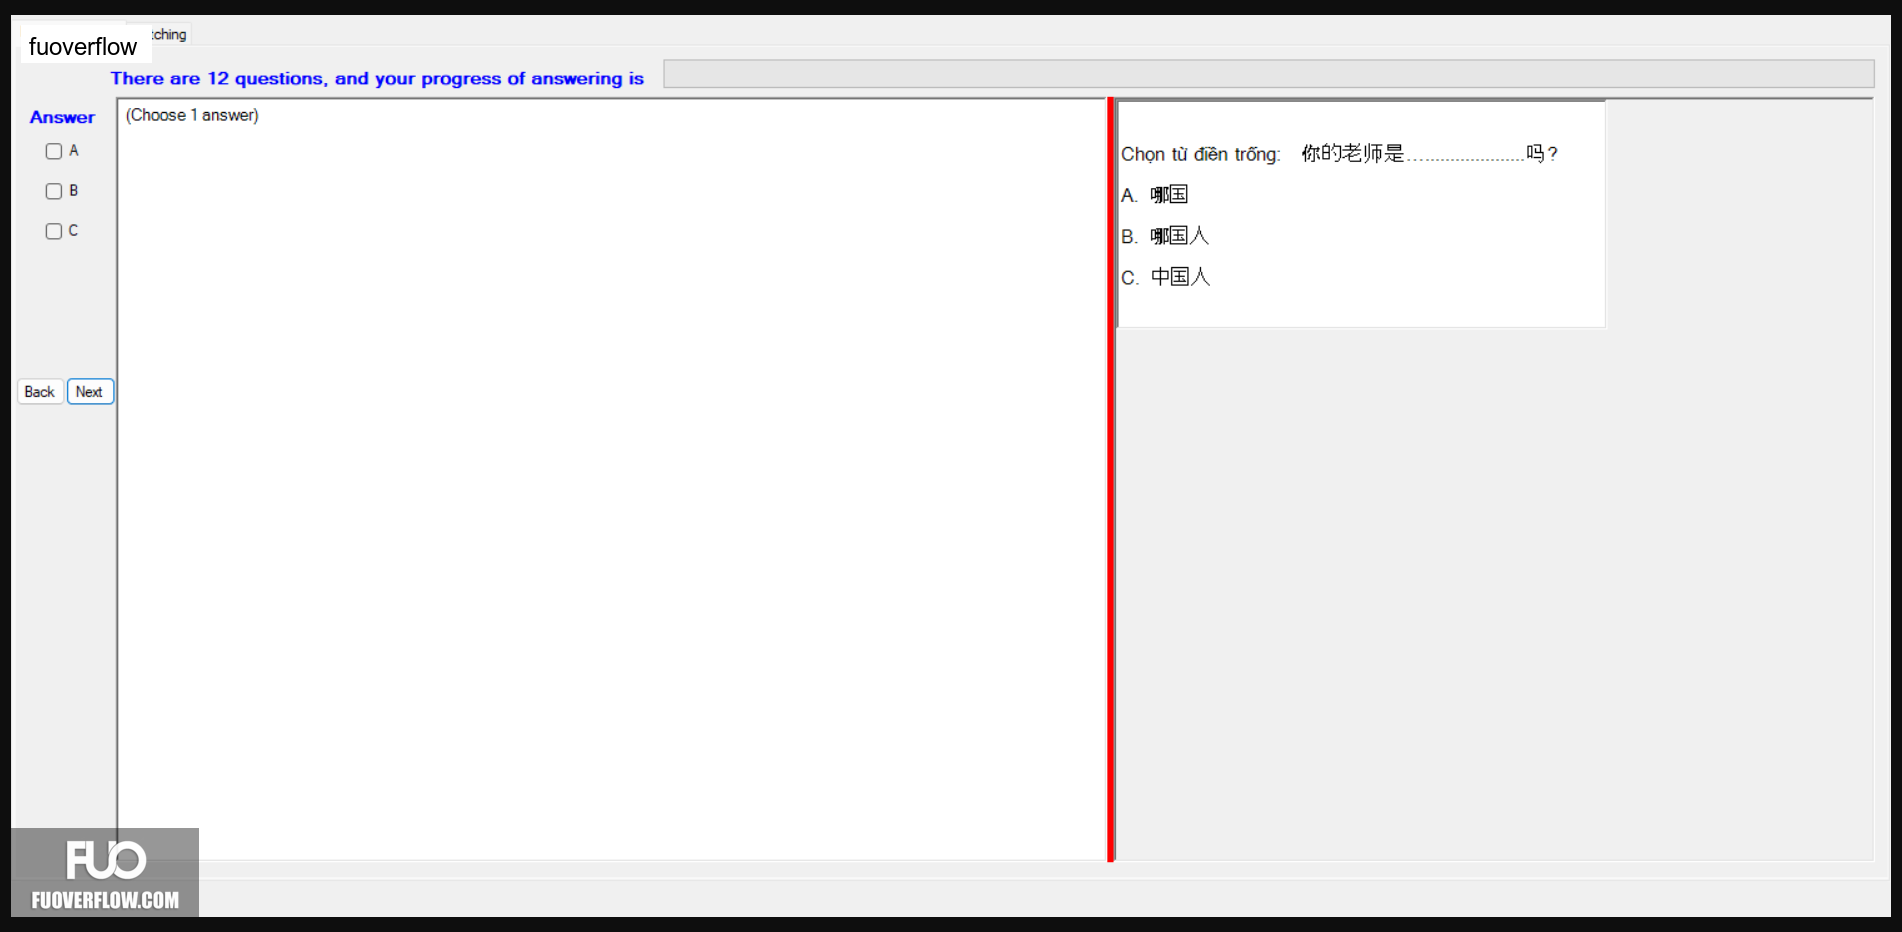 fuoverflow
tching
There are 12 questions, and your progress of answering is
Answer
(Choose 1 answer)
A
B
C
Back Next
Chọn từ điền trống: 你的老师是........................吗?
A. 哪国
B. 哪国人
C. 中国人
FUO
FUOVERFLOW.COM